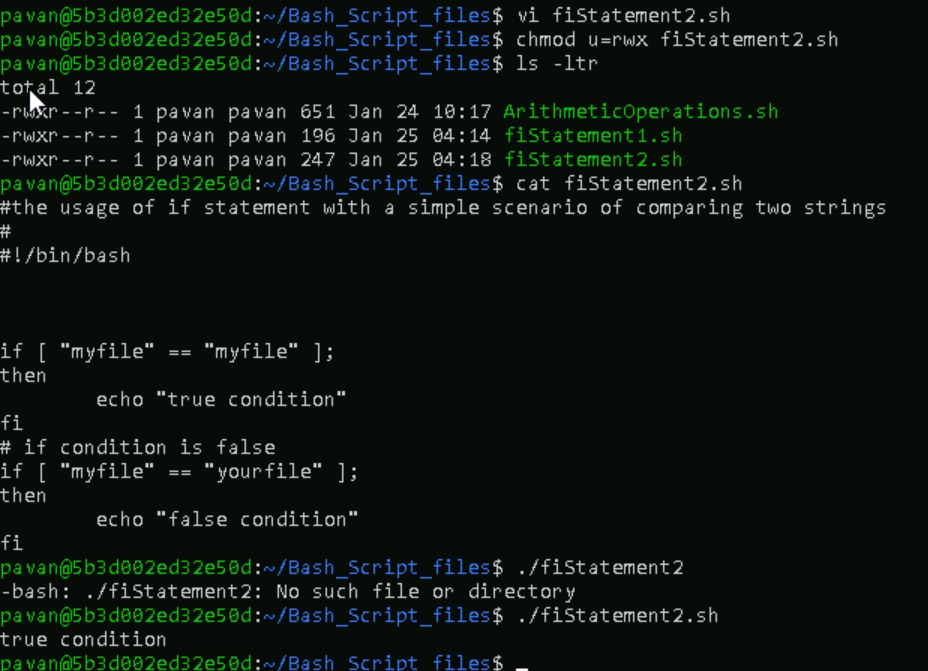 pavan@5b3d002ed32e50d:~/Bash_Script_files$ vi fiStatement2.sh
pavan@5b3d002ed32e50d:~/Bash_Script_files$ chmod u=rwx fiStatement2.sh
pavan@5b3d002ed32e50d:~/Bash_Script_files$ ls -ltr
total 12
-rwxr--r-- 1 pavan pavan 651 Jan 24 10:17 ArithmeticOperations.sh
-rwxr--r-- 1 pavan pavan 196 Jan 25 04:14 fiStatement1.sh
-rwxr--r-- 1 pavan pavan 247 Jan 25 04:18 fiStatement2.sh
pavan@5b3d002ed32e50d:~/Bash_Script_files$ cat fiStatement2.sh
#the usage of if statement with a simple scenario of comparing two strings
#
#!/bin/bash
if [ "myfile" == "myfile" ];
then
        echo "true condition"
fi
# if condition is false
if [ "myfile" == "yourfile" ];
then
        echo "false condition"
fi
pavan@5b3d002ed32e50d:~/Bash_Script_files$ ./fiStatement2
-bash: ./fiStatement2: No such file or directory
pavan@5b3d002ed32e50d:~/Bash_Script_files$ ./fiStatement2.sh
true condition
pavan@5b3d002ed32e50d:~/Bash_Script_files$ _